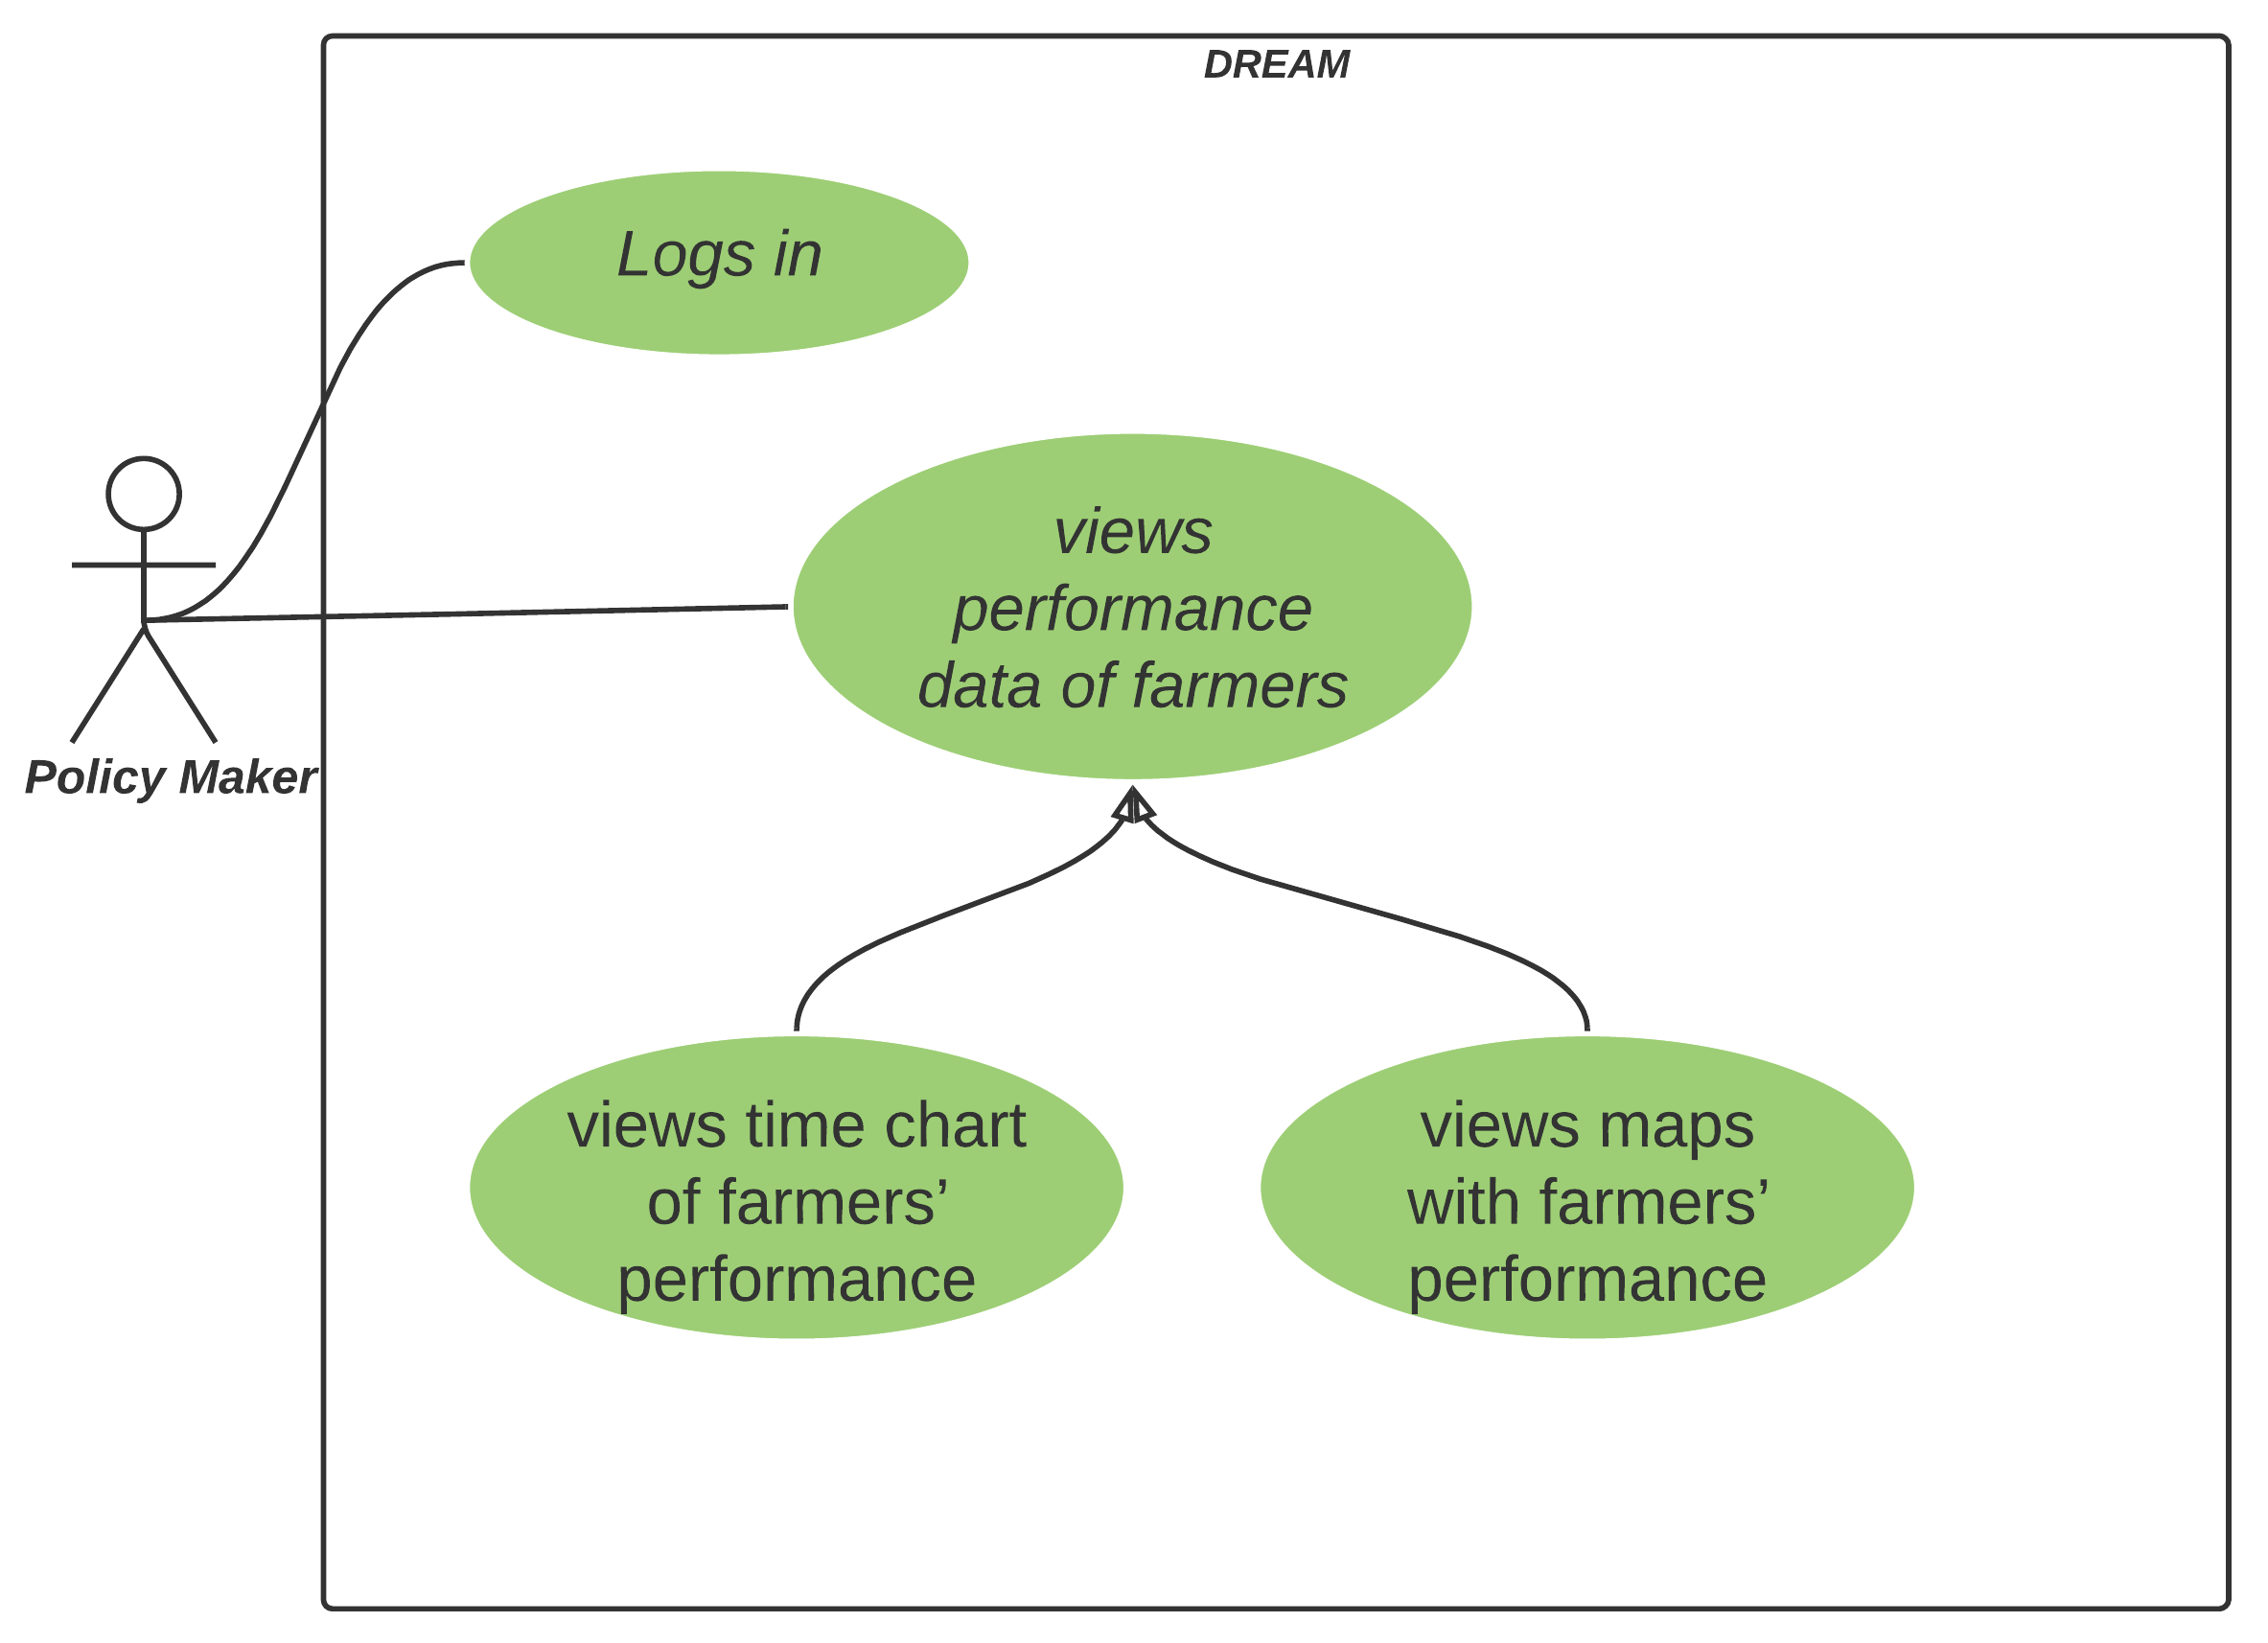 DREAM
Logs in
views
performance
data of farmers
Policy Maker
views time chart
of farmers’
performance
views maps
with farmers’
performance